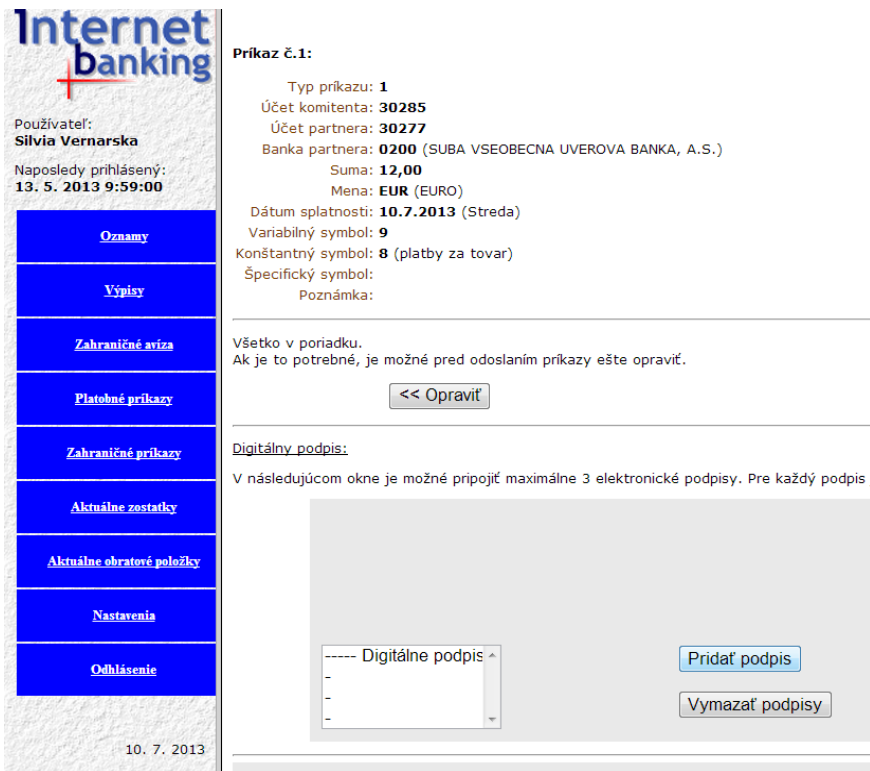 Internet
banking
Používateľ:
Silvia Vernarska
Naposledy prihlásený:
13. 5. 2013 9:59:00
Oznamy
Výpisy
Zahraničné avíza
Platobné príkazy
Zahraničné príkazy
Aktuálne zostatky
Aktuálne obratové položky
Nastavenia
Odhlásenie
10. 7. 2013
Príkaz č.1:
Typ príkazu: 1
Účet komitenta: 30285
Účet partnera: 30277
Banka partnera: 0200 (SUBA VSEOBECNA UVEROVA BANKA, A.S.)
Suma: 12,00
Mena: EUR (EURO)
Dátum splatnosti: 10.7.2013 (Streda)
Variabilný symbol: 9
Konštantný symbol: 8 (platby za tovar)
Špecifický symbol:
Poznámka:
Všetko v poriadku.
Ak je to potrebné, je možné pred odoslaním príkazy ešte opraviť.
<< Opraviť
Digitálny podpis:
V následujúcom okne je možné pripojiť maximálne 3 elektronické podpisy. Pre každý podpis
----- Digitálne podpis
-
-
-
Pridať podpis
Vymazať podpisy